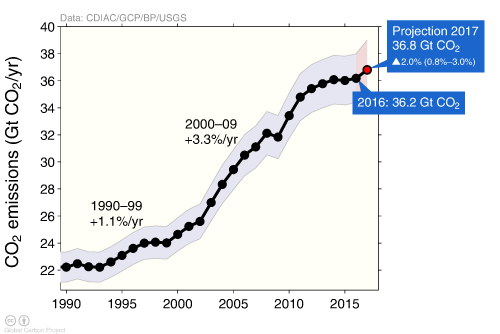 Data: CDIAC/GCP/BP/USGS
CO₂ emissions (Gt CO₂/yr)
40
38
36
34
32
30
28
26
24
22
1990
1995
2000
2005
2010
2015
1990–99
+1.1%/yr
2000–09
+3.3%/yr
Projection 2017
36.8 Gt CO₂
▲2.0% (0.8%–3.0%)
2016: 36.2 Gt CO₂
cc
Global Carbon Project